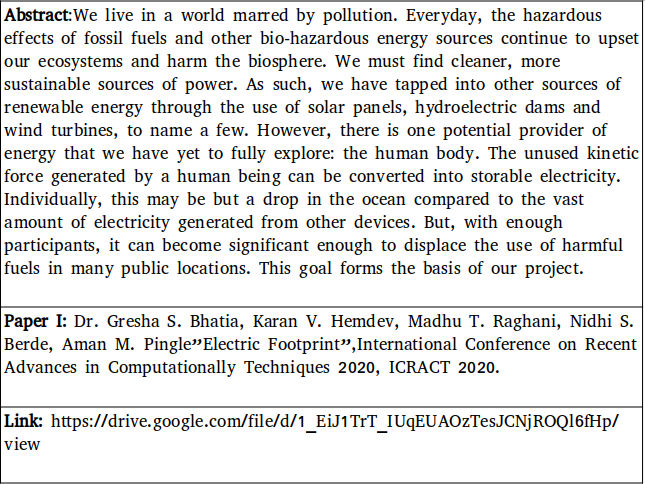 Abstract:We live in a world marred by pollution. Everyday, the hazardous
effects of fossil fuels and other bio-hazardous energy sources continue to upset
our ecosystems and harm the biosphere. We must find cleaner, more
sustainable sources of power. As such, we have tapped into other sources of
renewable energy through the use of solar panels, hydroelectric dams and
wind turbines, to name a few. However, there is one potential provider of
energy that we have yet to fully explore: the human body. The unused kinetic
force generated by a human being can be converted into storable electricity.
Individually, this may be but a drop in the ocean compared to the vast
amount of electricity generated from other devices. But, with enough
participants, it can become significant enough to displace the use of harmful
fuels in many public locations. This goal forms the basis of our project.
Paper I: Dr. Gresha S. Bhatia, Karan V. Hemdev, Madhu T. Raghani, Nidhi S.
Berde, Aman M. Pingle”Electric Footprint”,International Conference on Recent
Advances in Computationally Techniques 2020, ICRACT 2020.
Link: https://drive.google.com/file/d/1_EiJ1TrT_IUqEUAOzTesJCNjROQl6fHp/
view